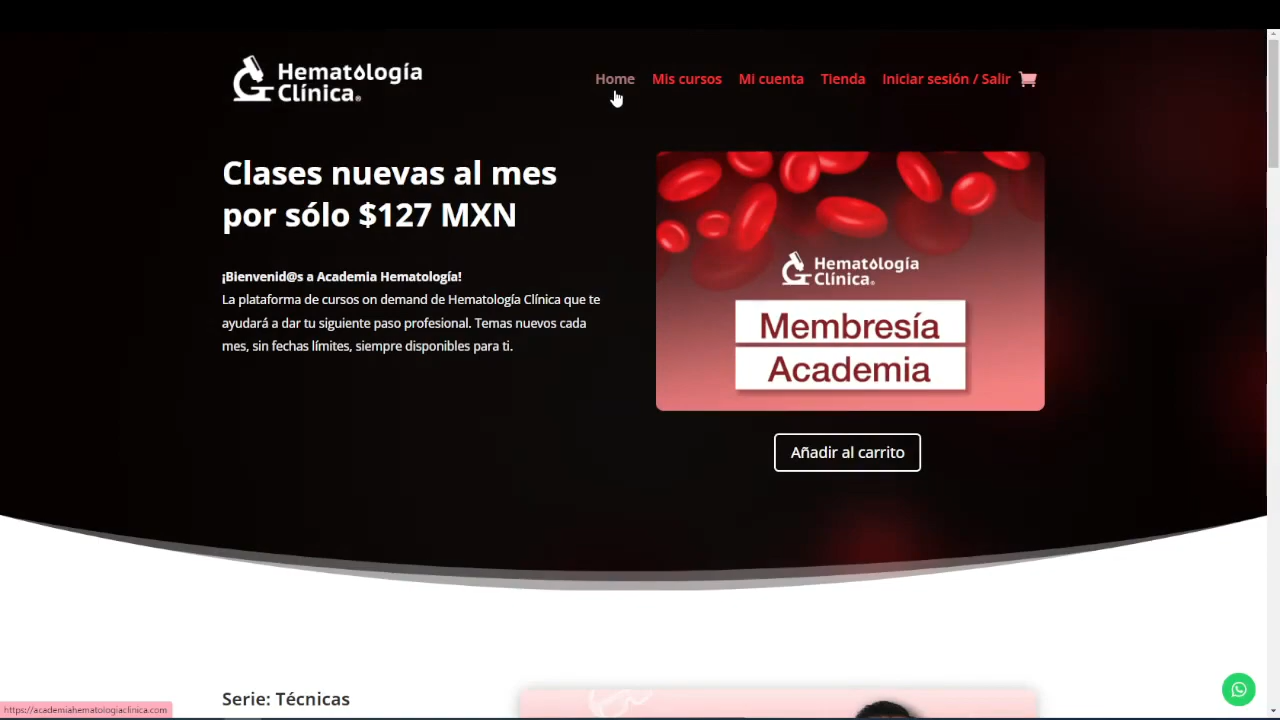 Hematología
Clínica®
Home
Mis cursos
Mi cuenta
Tienda
Iniciar sesión / Salir
Clases nuevas al mes
por sólo $127 MXN
¡Bienvenid@s a Academia Hematología!
La plataforma de cursos on demand de Hematología Clínica que te
ayudará a dar tu siguiente paso profesional. Temas nuevos cada
mes, sin fechas límites, siempre disponibles para ti.
Hematología
Clínica®
Membresía
Academia
Añadir al carrito
Serie: Técnicas
https://academiahematologiaclinica.com